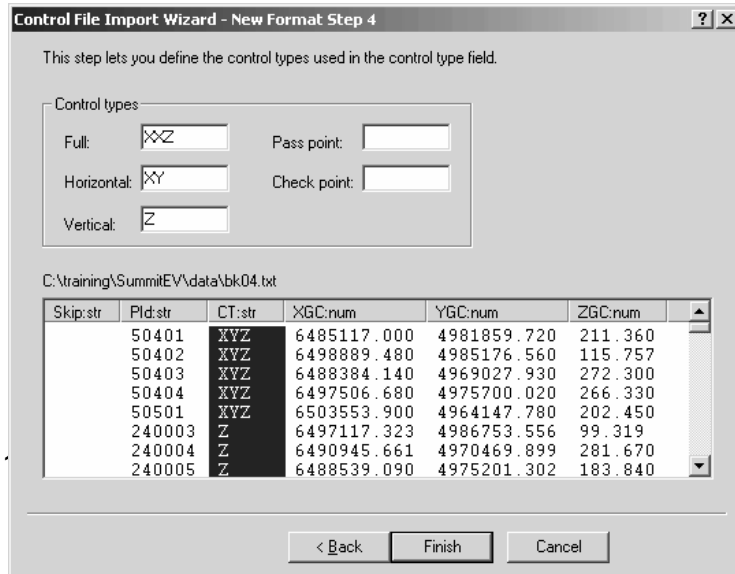 Control File Import Wizard - New Format Step 4
This step lets you define the control types used in the control type field.
Control types
Full: XXZ Pass point:
Horizontal: XY Check point:
Vertical: Z
C:\training\SummitEV\data\bk04.txt
Skip:str PId:str CT:str XGC:num YGC:num ZGC:num
50401 XYZ 6485117.000 4981859.720 211.360
50402 XYZ 6498889.480 4985176.560 115.757
50403 XYZ 6488384.140 4969027.930 272.300
50404 XYZ 6497506.680 4975700.020 266.330
50501 XYZ 6503553.900 4964147.780 202.450
240003 Z 6497117.323 4986753.556 99.319
240004 Z 6490945.661 4970469.899 281.670
240005 Z 6488539.090 4975201.302 183.840
< Back Finish Cancel